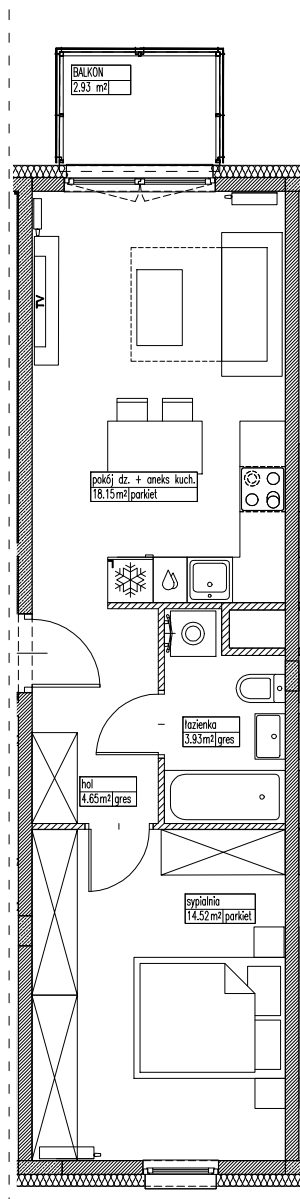 BALKON
2.93 m²
TV
pokój dz. + aneks kuch.
18.15m² parkiet
łazienka
3.93m² gres
hol
4.65m² gres
sypialnia
14.52m² parkiet